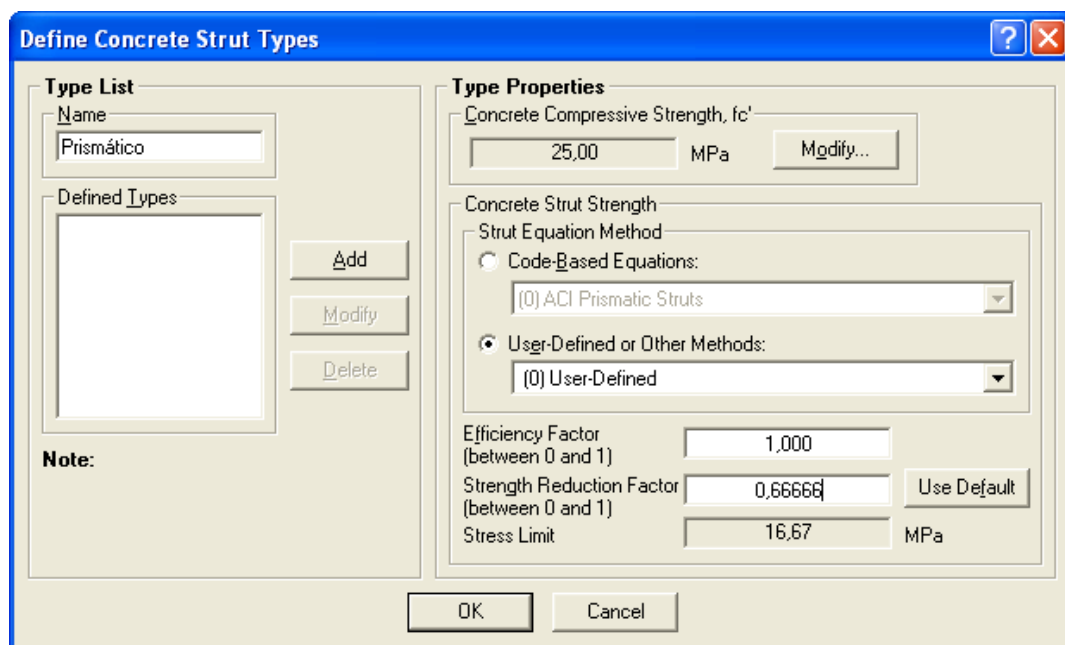 Define Concrete Strut Types
Type List
Name
Prismático
Defined Types
Add
Modify
Delete
Note:
Type Properties
Concrete Compressive Strength, fc'
25,00 MPa Modify...
Concrete Strut Strength
Strut Equation Method
Code-Based Equations:
(0) ACI Prismatic Struts
User-Defined or Other Methods:
(0) User-Defined
Efficiency Factor
(between 0 and 1)
1,000
Strength Reduction Factor
(between 0 and 1)
0,66666
Use Default
Stress Limit 16,67 MPa
OK Cancel